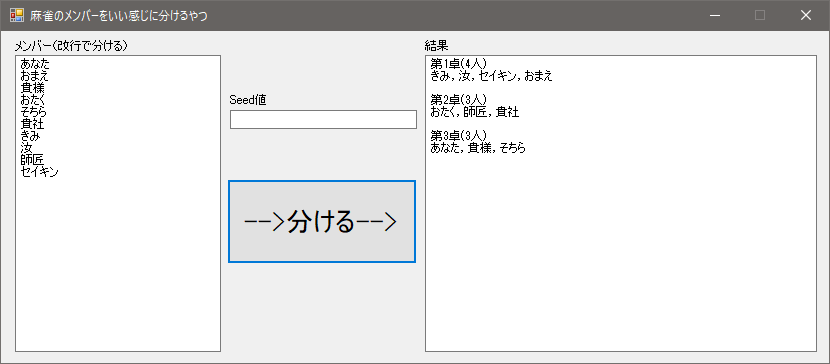 麻雀のメンバーをいい感じに分けるやつ
メンバー(改行で分ける)
あなた
おまえ
貴様
おたく
そちら
貴社
きみ
汝
師匠
セイキン
Seed値
-->分ける-->
結果
第1卓(4人)
きみ, 汝, セイキン, おまえ
第2卓(3人)
おたく, 師匠, 貴社
第3卓(3人)
あなた, 貴様, そちら